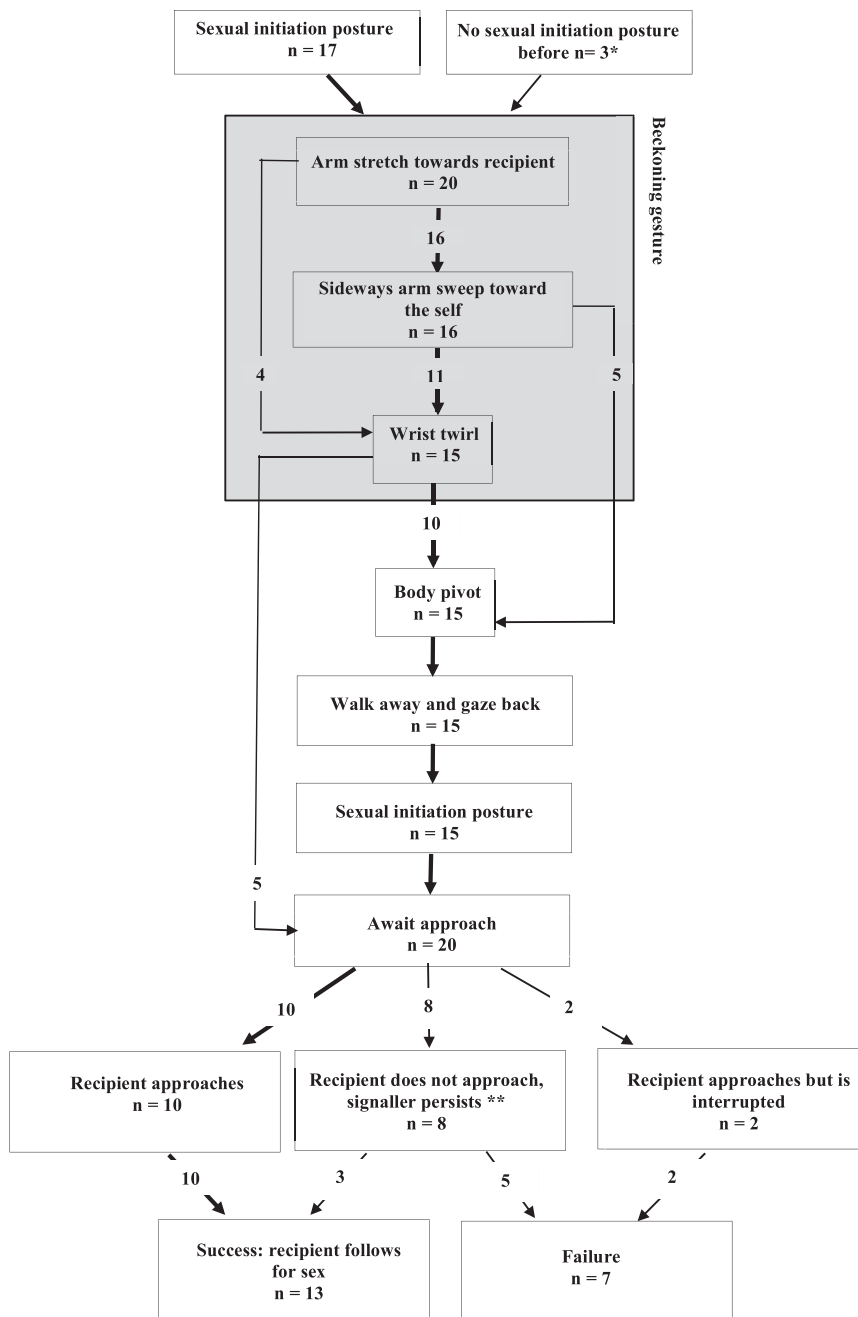 Sexual initiation posture
n = 17
No sexual initiation posture
before n= 3*
Beckoning gesture
Arm stretch towards recipient
n = 20
16
Sideways arm sweep toward
the self
n = 16
4
11
5
Wrist twirl
n = 15
10
Body pivot
n = 15
Walk away and gaze back
n = 15
Sexual initiation posture
n = 15
5
Await approach
n = 20
10
8
2
Recipient approaches
n = 10
Recipient does not approach,
signaller persists **
n = 8
Recipient approaches but is
interrupted
n = 2
10
3
5
2
Success: recipient follows
for sex
n = 13
Failure
n = 7